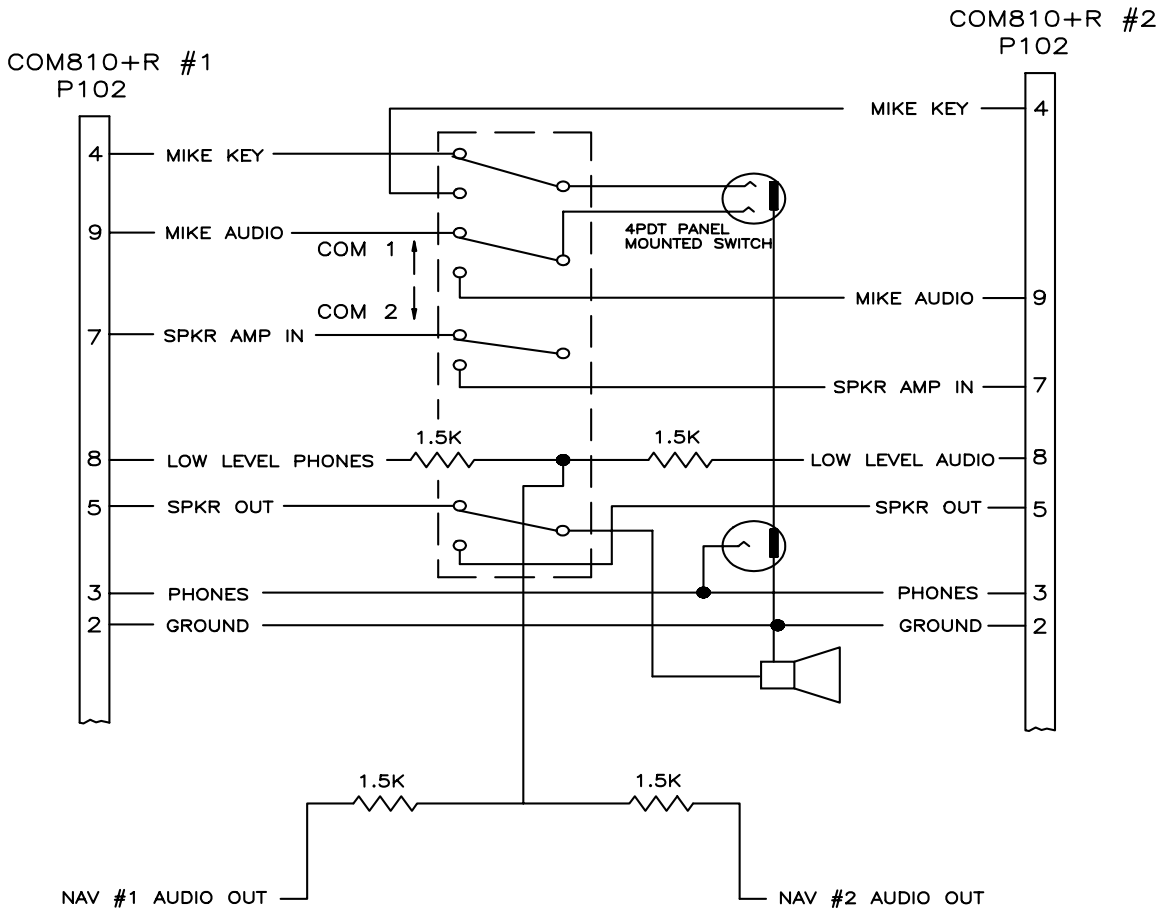 COM810+R #2
P102
COM810+R #1
P102
MIKE KEY 4
4 MIKE KEY
9 MIKE AUDIO
4PDT PANEL
MOUNTED SWITCH
COM 1
MIKE AUDIO 9
COM 2
7 SPKR AMP IN
SPKR AMP IN 7
1.5K 1.5K
8 LOW LEVEL PHONES LOW LEVEL AUDIO 8
5 SPKR OUT SPKR OUT 5
3 PHONES PHONES 3
2 GROUND GROUND 2
1.5K 1.5K
NAV #1 AUDIO OUT NAV #2 AUDIO OUT